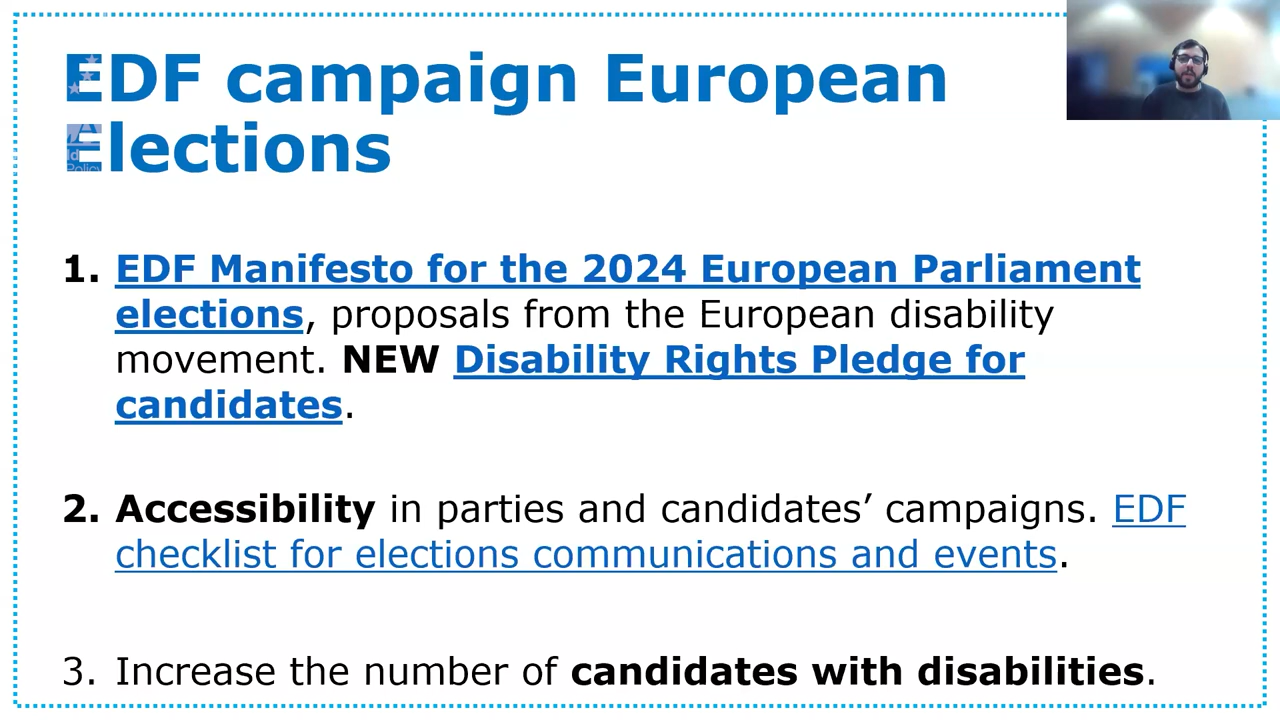 EDF campaign European
Elections
1. EDF Manifesto for the 2024 European Parliament
elections, proposals from the European disability
movement. NEW Disability Rights Pledge for
candidates.
2. Accessibility in parties and candidates’ campaigns. EDF
checklist for elections communications and events.
3. Increase the number of candidates with disabilities.